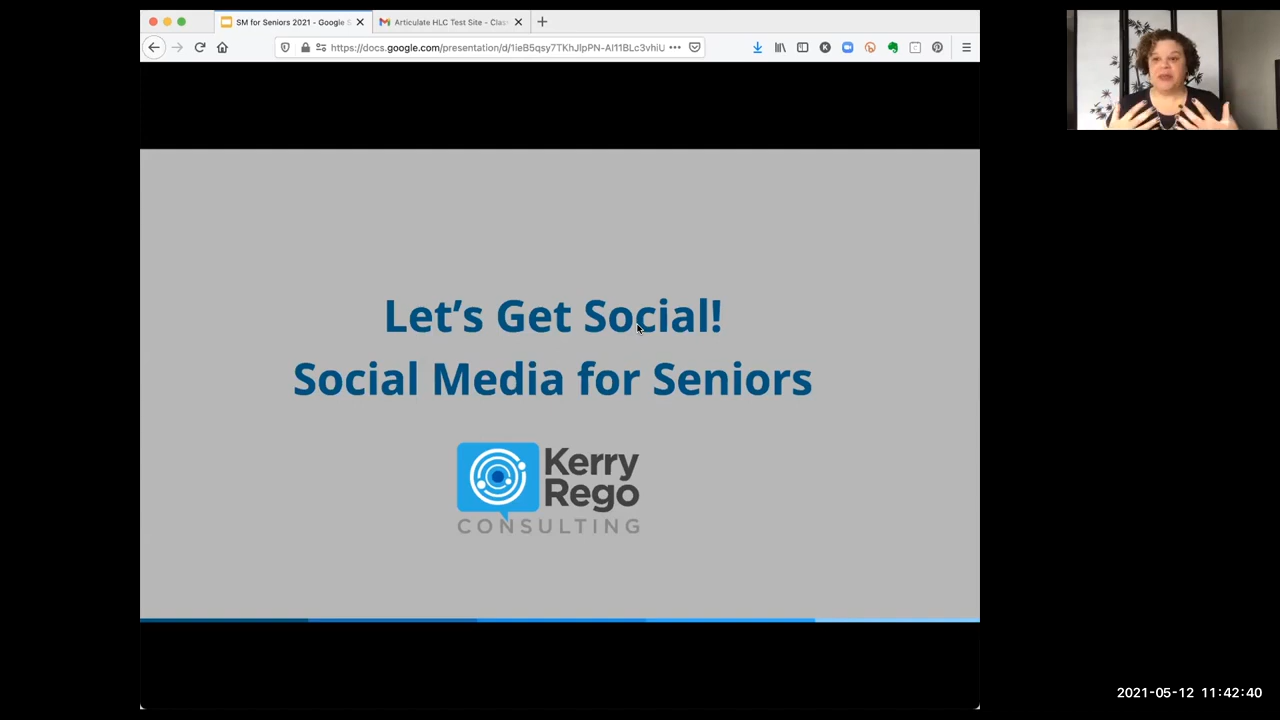 SM for Seniors 2021 - Google S
Articulate HLC Test Site - Clas
https://docs.google.com/presentation/d/1ieB5qsy7TKhJlpPN-AI11BLc3vhiU
Let's Get Social!
Social Media for Seniors
Kerry
Rego
CONSULTING
2021-05-12 11:42:40